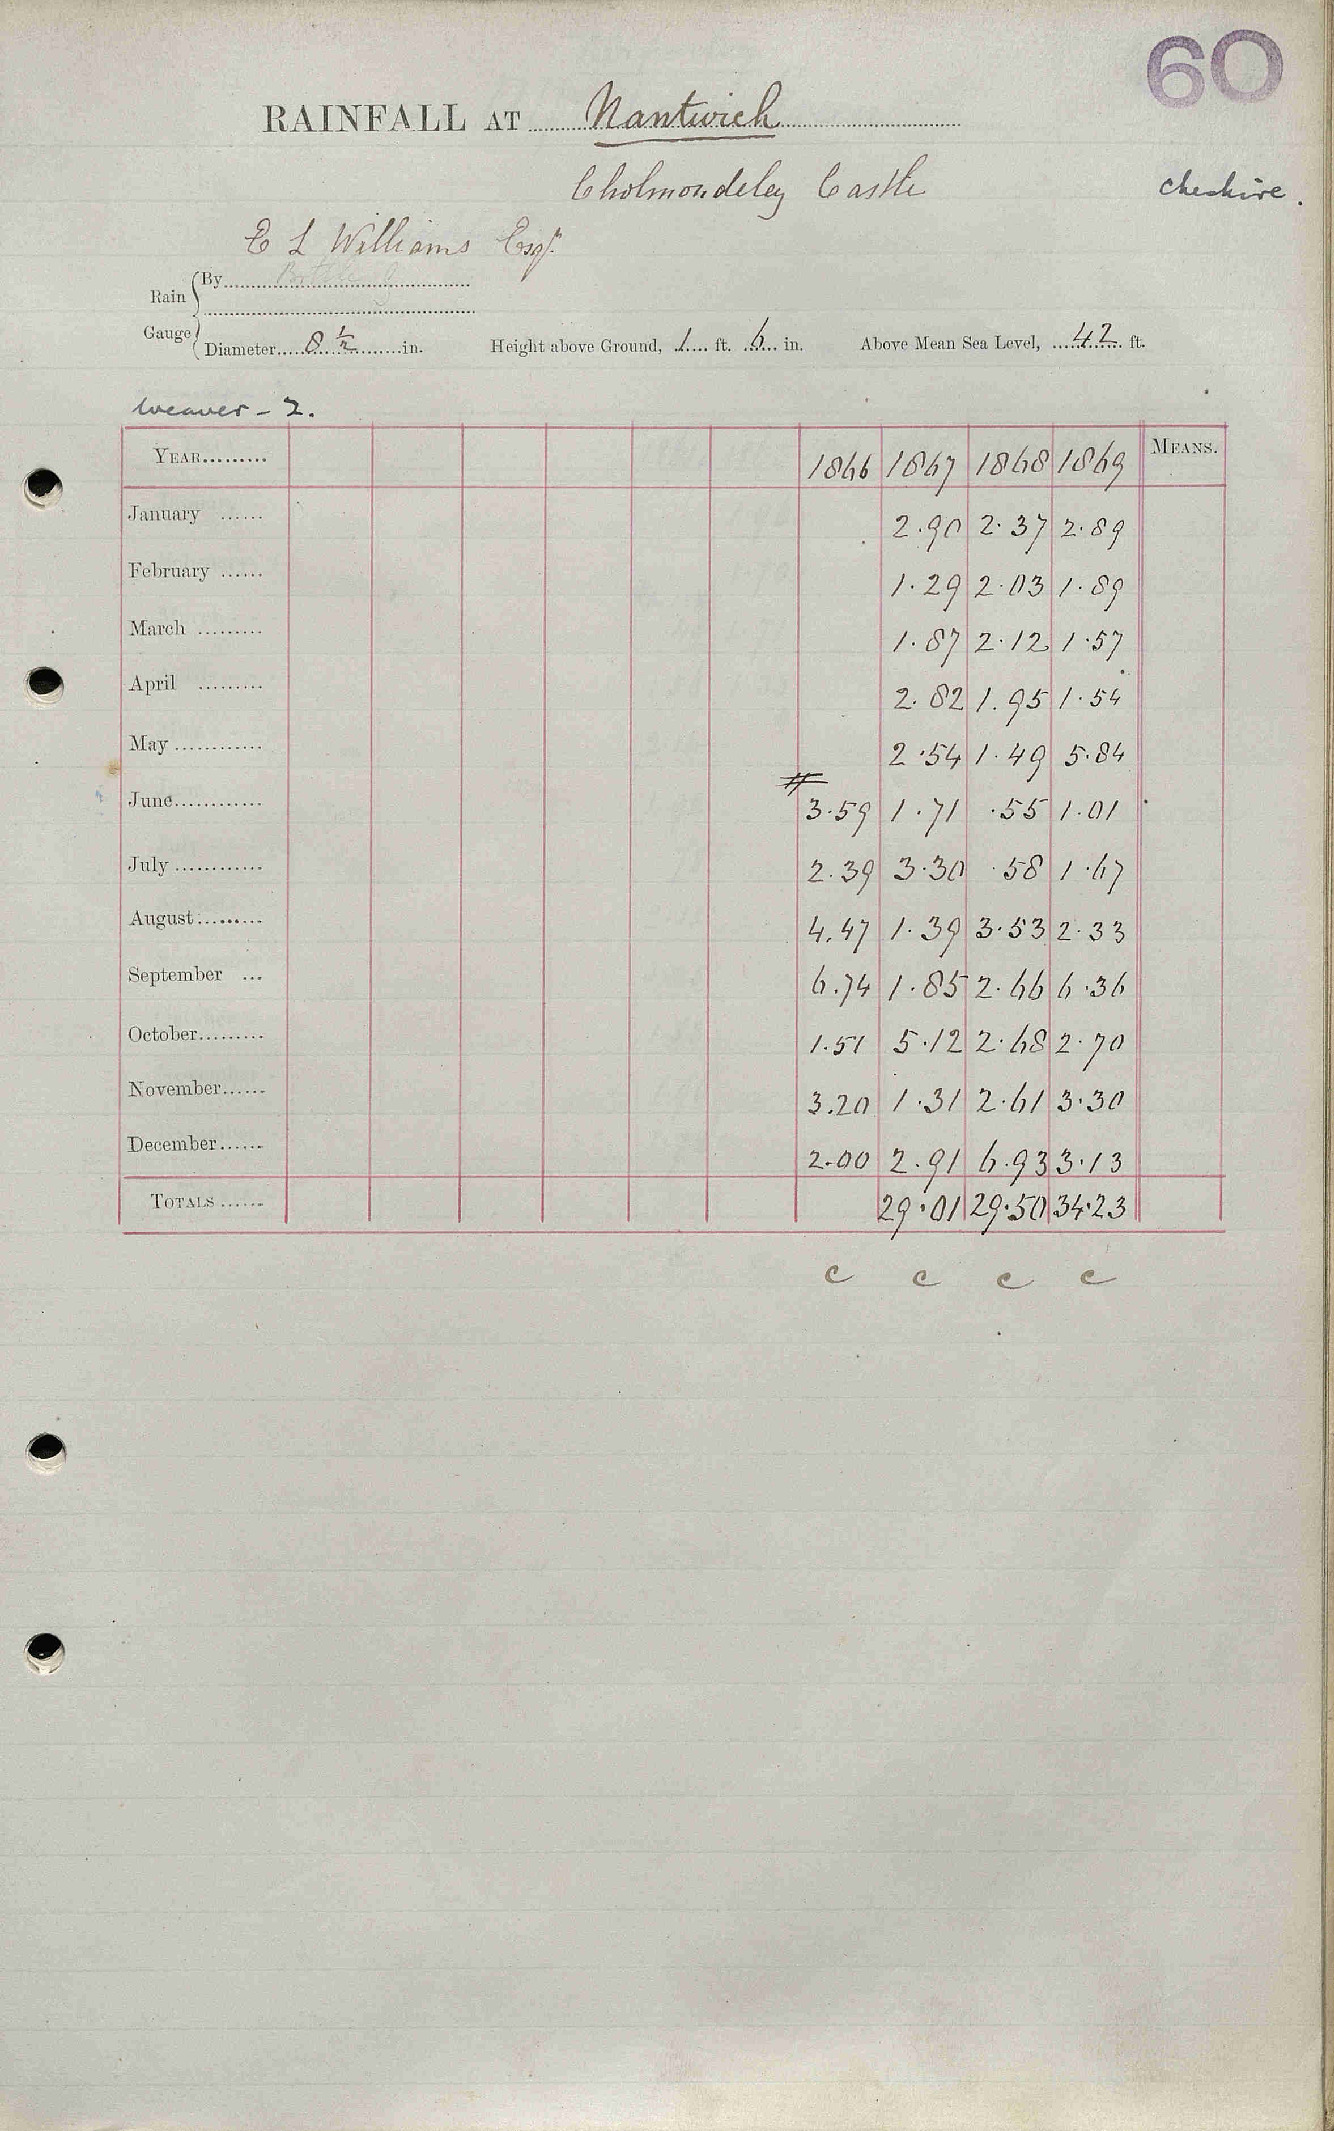 60
RAINFALL AT Nantwich
Cholmondeley Castle Cheshire.
E L Williams Esqr.
Rain Gauge By
Diameter 8 1/2 in. Height above Ground, 1 ft. 6 in. Above Mean Sea Level, 42 ft.
Weaver - 2.
YEAR......... 1866 1867 1868 1869 MEANS.
January ...... 2.90 2.37 2.89
February ...... 1.29 2.03 1.89
March ......... 1.87 2.12 1.57
April ......... 2.82 1.95 1.54
May ............ 2.54 1.49 5.84
June............ 3.59 1.71 .55 1.01
July ............ 2.39 3.30 .58 1.67
August......... 4.47 1.39 3.53 2.33
September ... 6.74 1.85 2.66 6.36
October......... 1.51 5.12 2.68 2.70
November...... 3.20 1.31 2.61 3.30
December...... 2.00 2.91 6.93 3.13
TOTALS ...... 29.01 29.50 34.23
c c c c